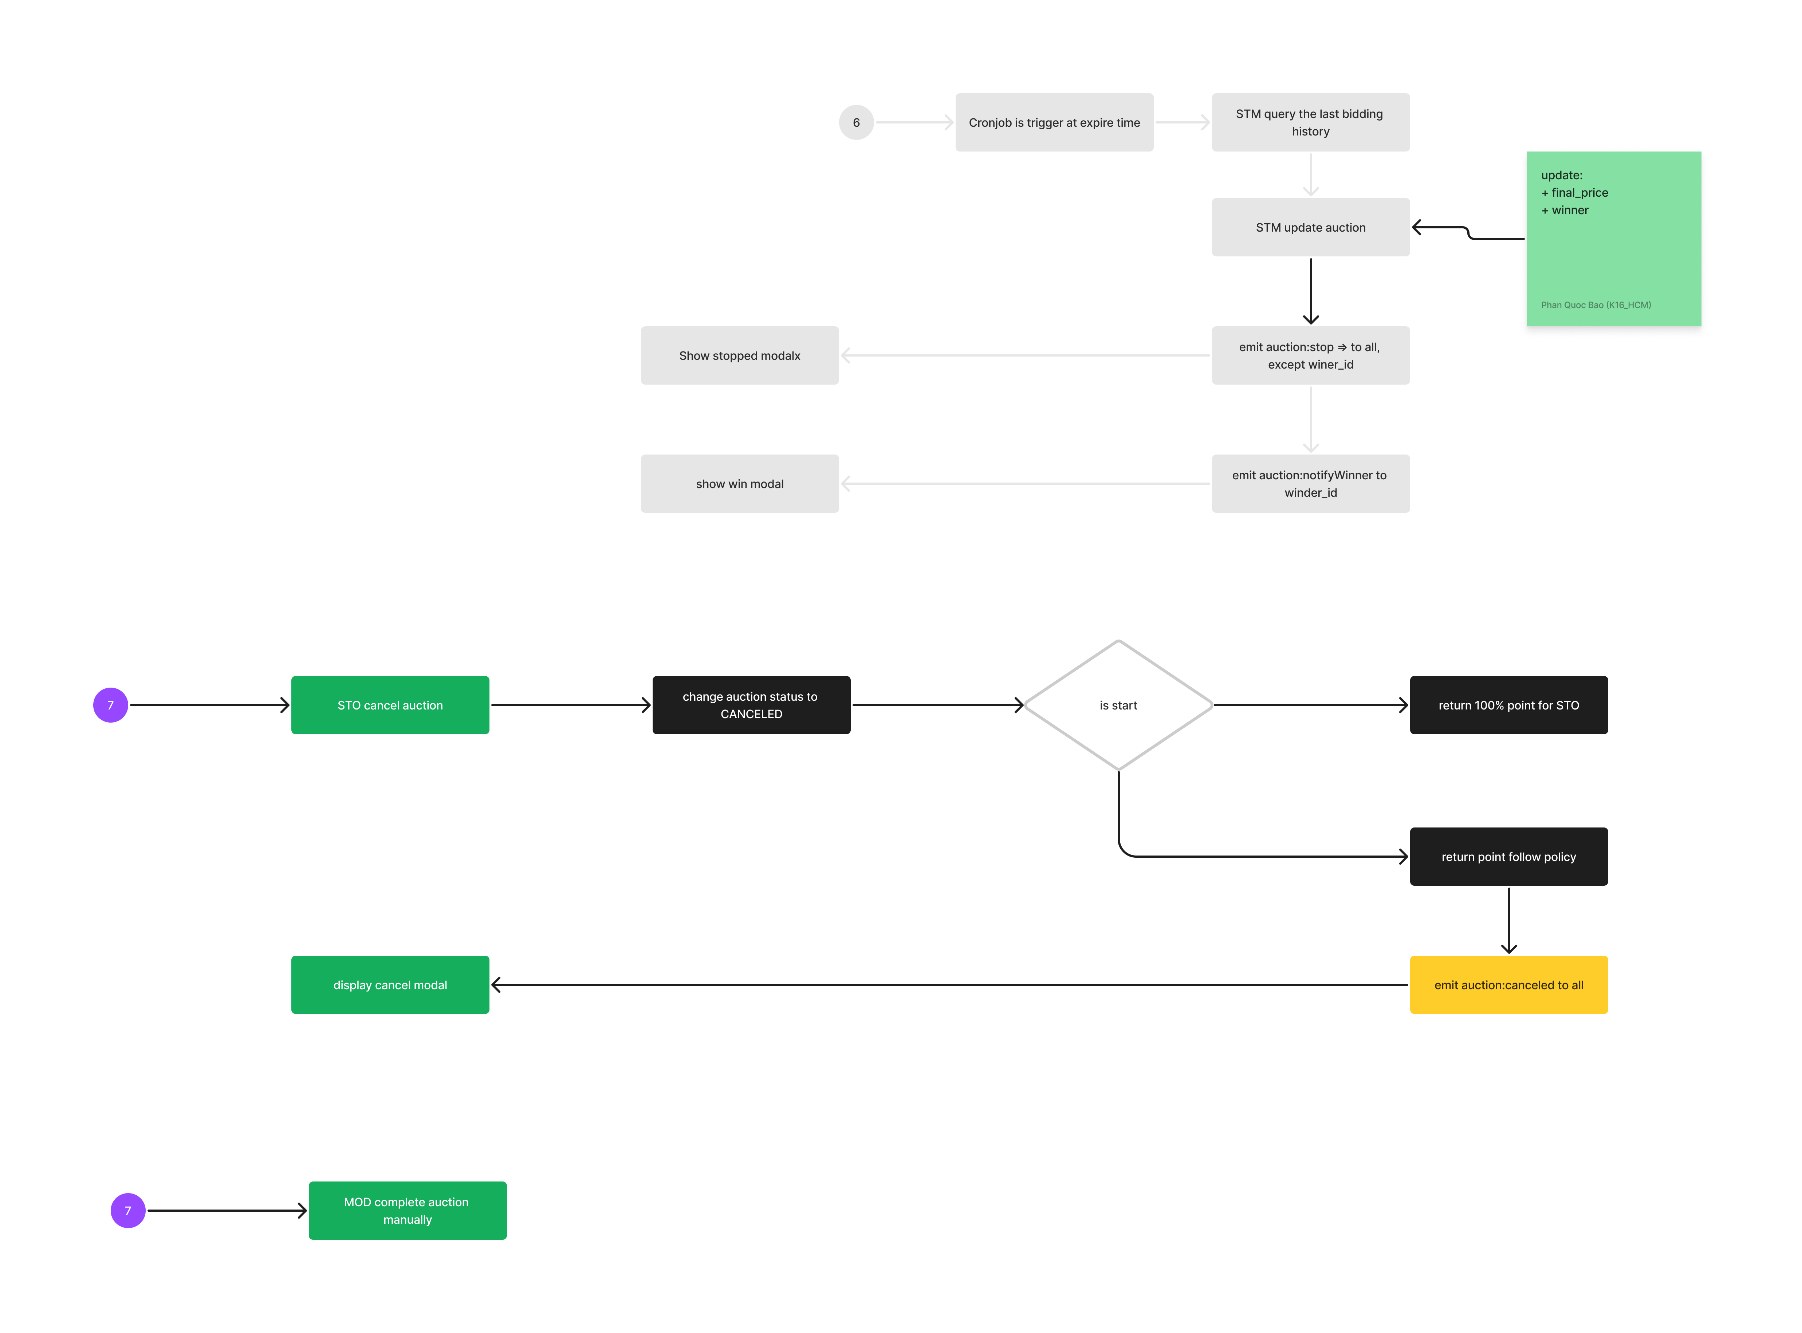 6
Cronjob is trigger at expire time
STM query the last bidding
history
update:
+ final_price
+ winner
Phan Quoc Bao (K16_HCM)
STM update auction
Show stopped modalx
emit auction:stop => to all,
except winer_id
show win modal
emit auction:notifyWinner to
winder_id
7
STO cancel auction
change auction status to
CANCELED
is start
return 100% point for STO
return point follow policy
display cancel modal
emit auction:canceled to all
7
MOD complete auction
manually